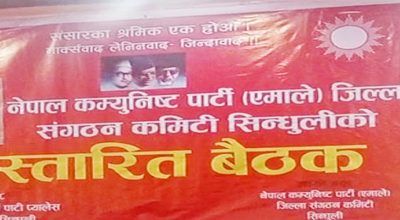 संसारका श्रमिक एक होऔं ।
मार्क्सवाद लेनिनवाद- जिन्दावाद ।।
नेपाल कम्युनिष्ट पार्टी (एमाले) जिल्ला
संगठन कमिटी सिन्धुलीको
स्तारित बैठक
पार्टी प्यालेस
नेपाल कम्युनिष्ट पार्टी (एमाले)
जिल्ला संगठन कमिटी
सिन्धुली